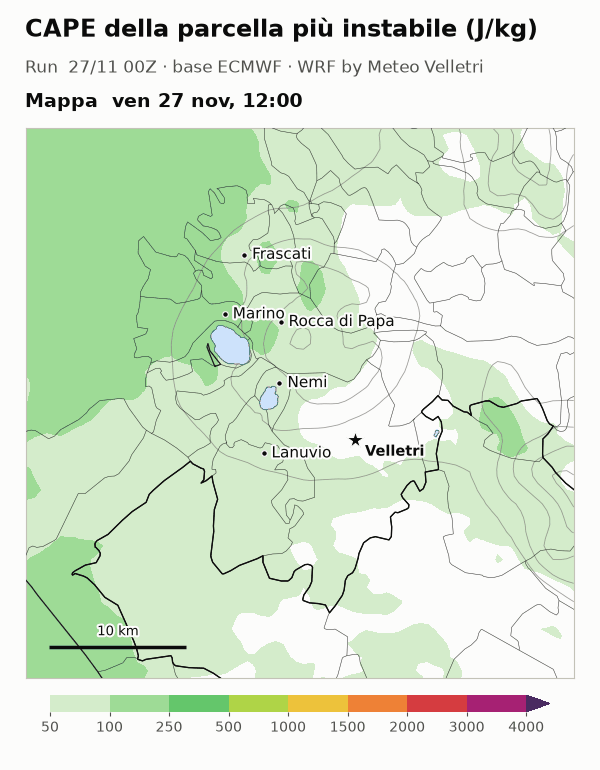 CAPE della parcella più instabile (J/kg)
Run 27/11 00Z · base ECMWF · WRF by Meteo Velletri
Mappa ven 27 nov, 12:00
Frascati
Marino
Rocca di Papa
Nemi
Lanuvio
Velletri
10 km
50 100 250 500 1000 1500 2000 3000 4000